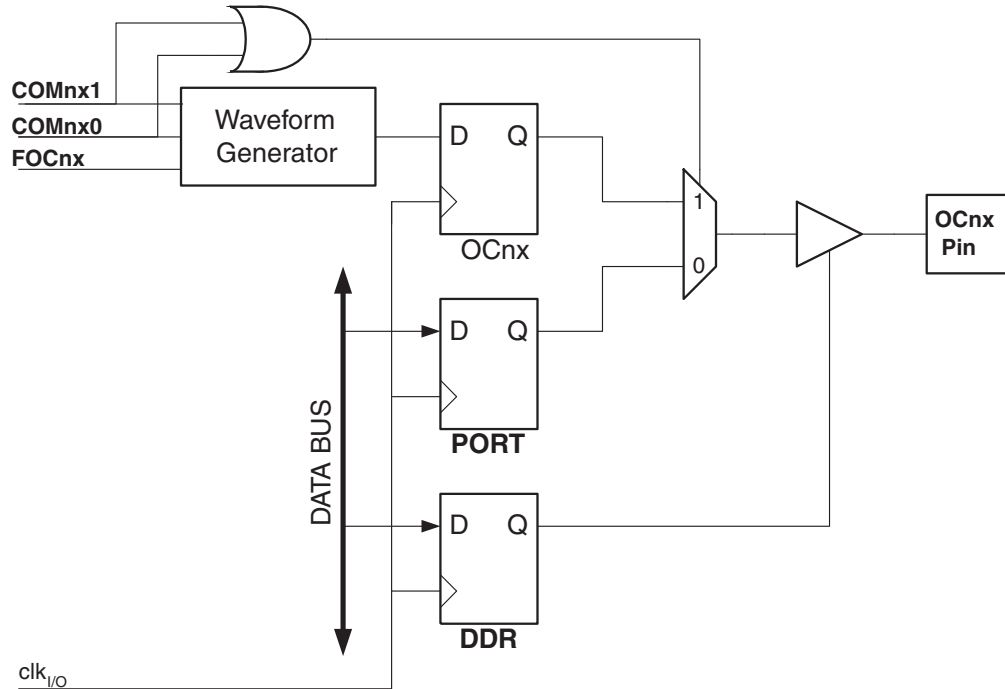 COMnx1
COMnx0
FOCnx
Waveform
Generator
D Q
OCnx
1
0
OCnx
Pin
D Q
PORT
DATA BUS
D Q
DDR
clkI/O